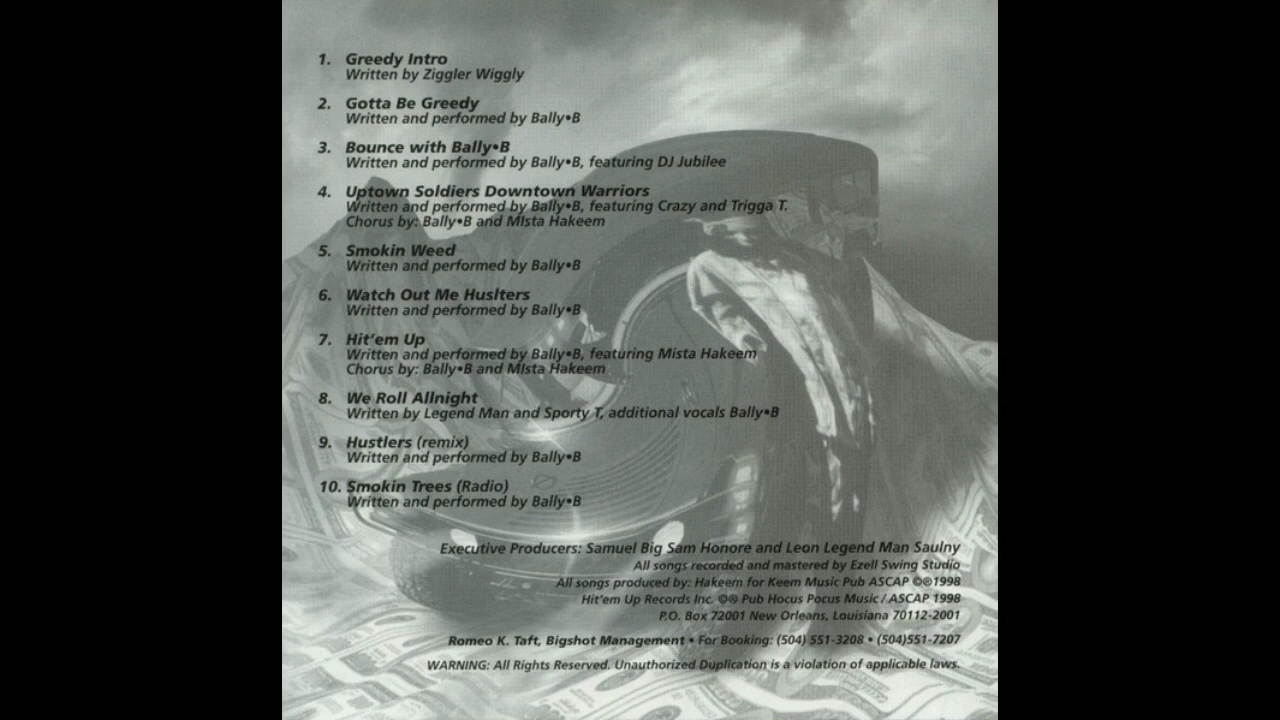 1. Greedy Intro
Written by Ziggler Wiggly
2. Gotta Be Greedy
Written and performed by Bally•B
3. Bounce with Bally•B
Written and performed by Bally•B, featuring DJ Jubilee
4. Uptown Soldiers Downtown Warriors
Written and performed by Bally•B, featuring Crazy and Trigga T.
Chorus by: Bally•B and MIsta Hakeem
5. Smokin Weed
Written and performed by Bally•B
6. Watch Out Me Huslters
Written and performed by Bally•B
7. Hit'em Up
Written and performed by Bally•B, featuring Mista Hakeem
Chorus by: Bally•B and MIsta Hakeem
8. We Roll Allnight
Written by Legend Man and Sporty T, additional vocals Bally•B
9. Hustlers (remix)
Written and performed by Bally•B
10. Smokin Trees (Radio)
Written and performed by Bally•B
Executive Producers: Samuel Big Sam Honore and Leon Legend Man Saulny
All songs recorded and mastered by Ezell Swing Studio
All songs produced by: Hakeem for Keem Music Pub ASCAP ©®1998
Hit'em Up Records Inc. ©® Pub Hocus Pocus Music / ASCAP 1998
P.O. Box 72001 New Orleans, Louisiana 70112-2001
Romeo K. Taft, Bigshot Management • For Booking: (504) 551-3208 • (504)551-7207
WARNING: All Rights Reserved. Unauthorized Duplication is a violation of applicable laws.